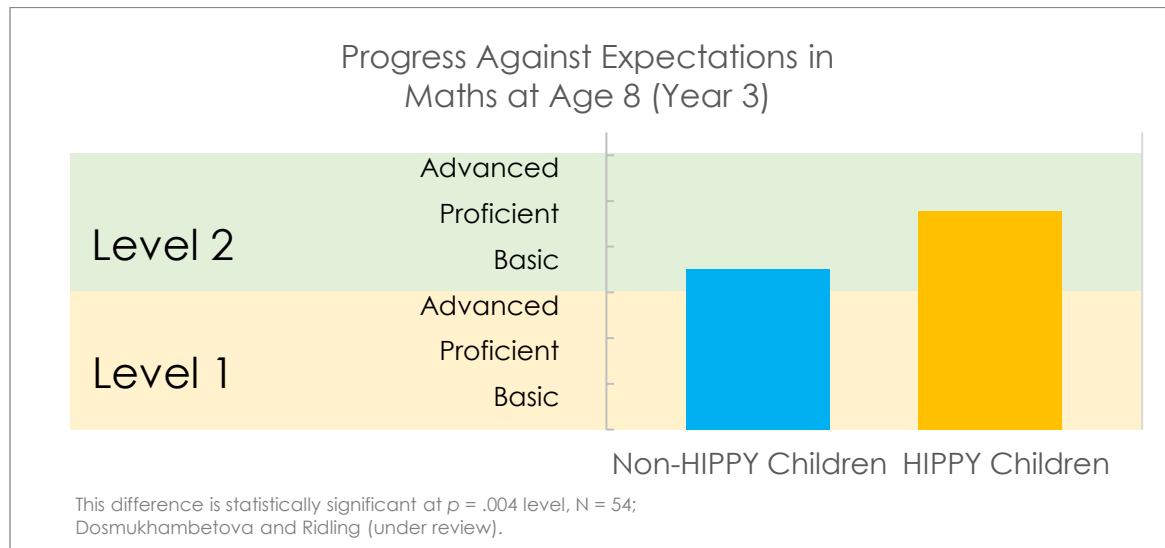 Progress Against Expectations in
Maths at Age 8 (Year 3)
Level 2
Advanced
Proficient
Basic
Level 1
Advanced
Proficient
Basic
Non-HIPPY Children
HIPPY Children
This difference is statistically significant at p = .004 level, N = 54;
Dosmukhambetova and Ridling (under review).